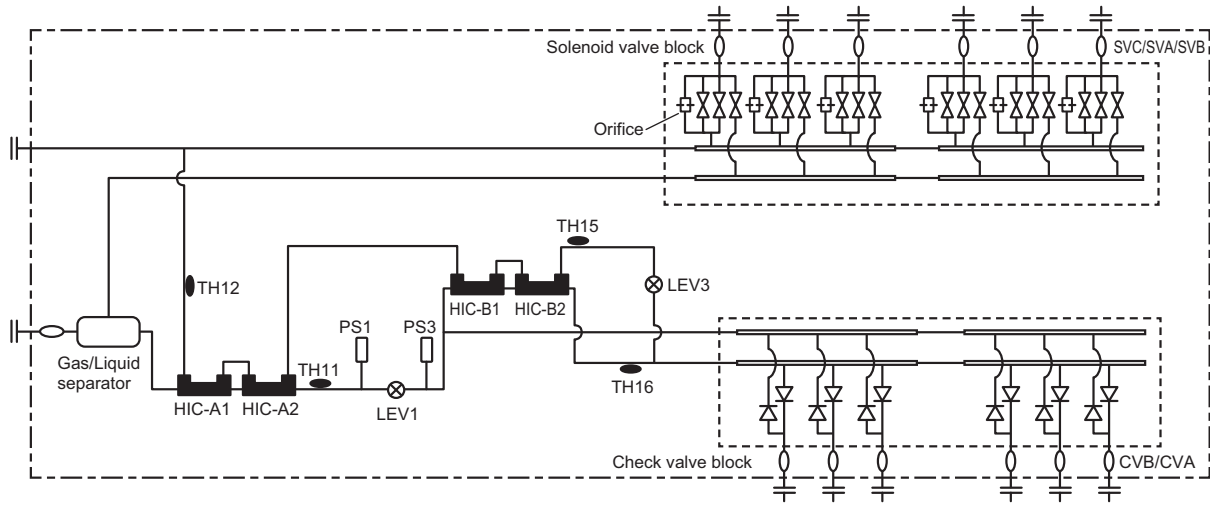 Solenoid valve block
SVC/SVA/SVB
Orifice
TH15
TH12
LEV3
HIC-B1
HIC-B2
PS1
PS3
Gas/Liquid
separator
TH11
TH16
HIC-A1
HIC-A2
LEV1
Check valve block
CVB/CVA